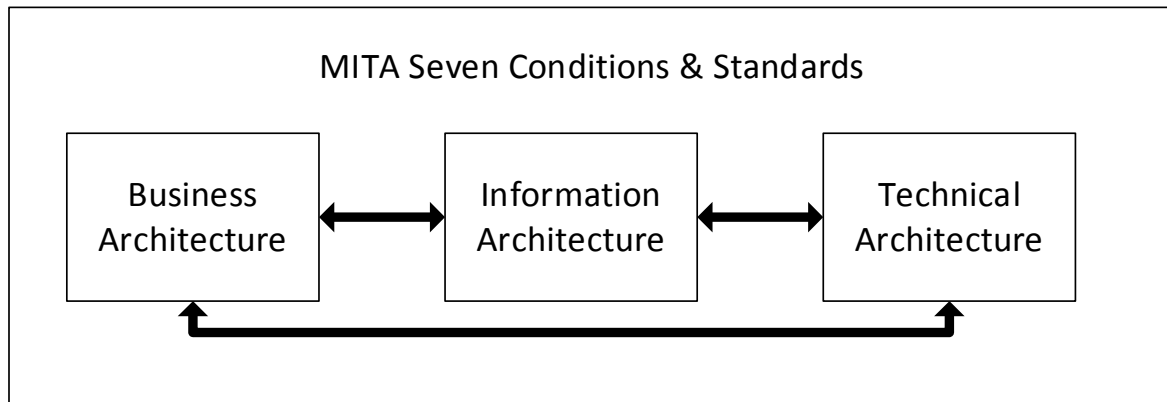 MITA Seven Conditions & Standards
Business
Architecture
Information
Architecture
Technical
Architecture